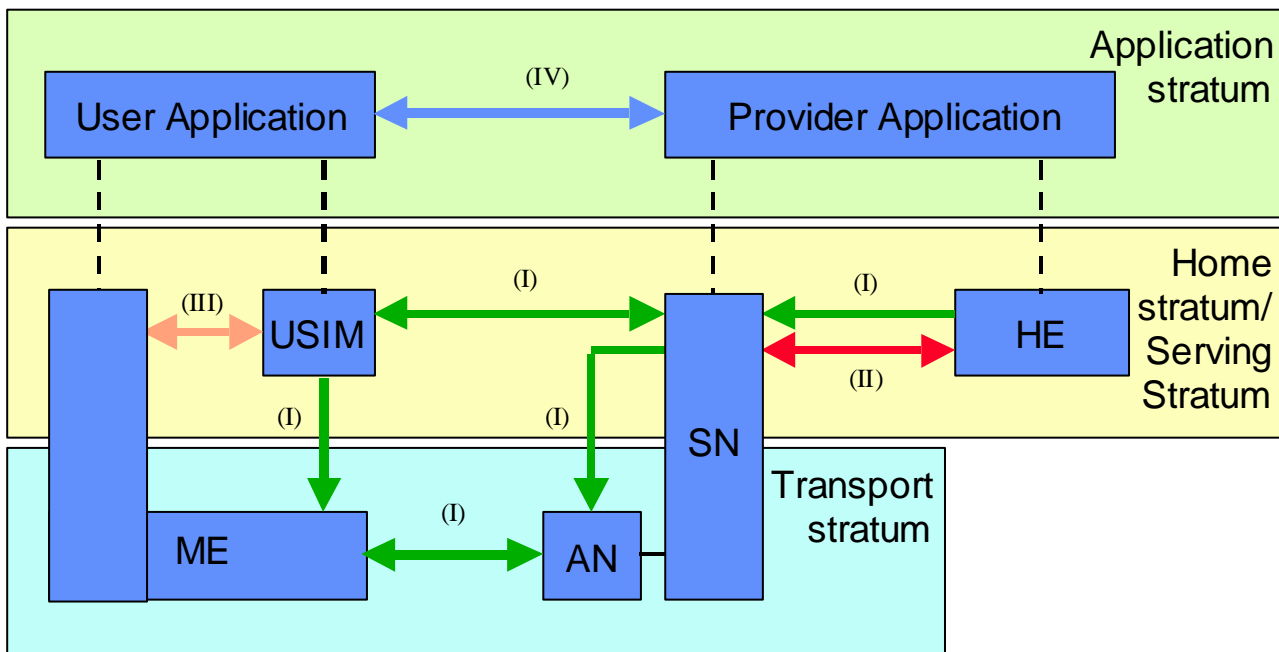 Application
stratum
(IV)
User Application
Provider Application
Home
stratum/
Serving
Stratum
(I)
(I)
(III)
USIM
HE
(II)
(I)
(I)
SN
Transport
stratum
(I)
ME
AN